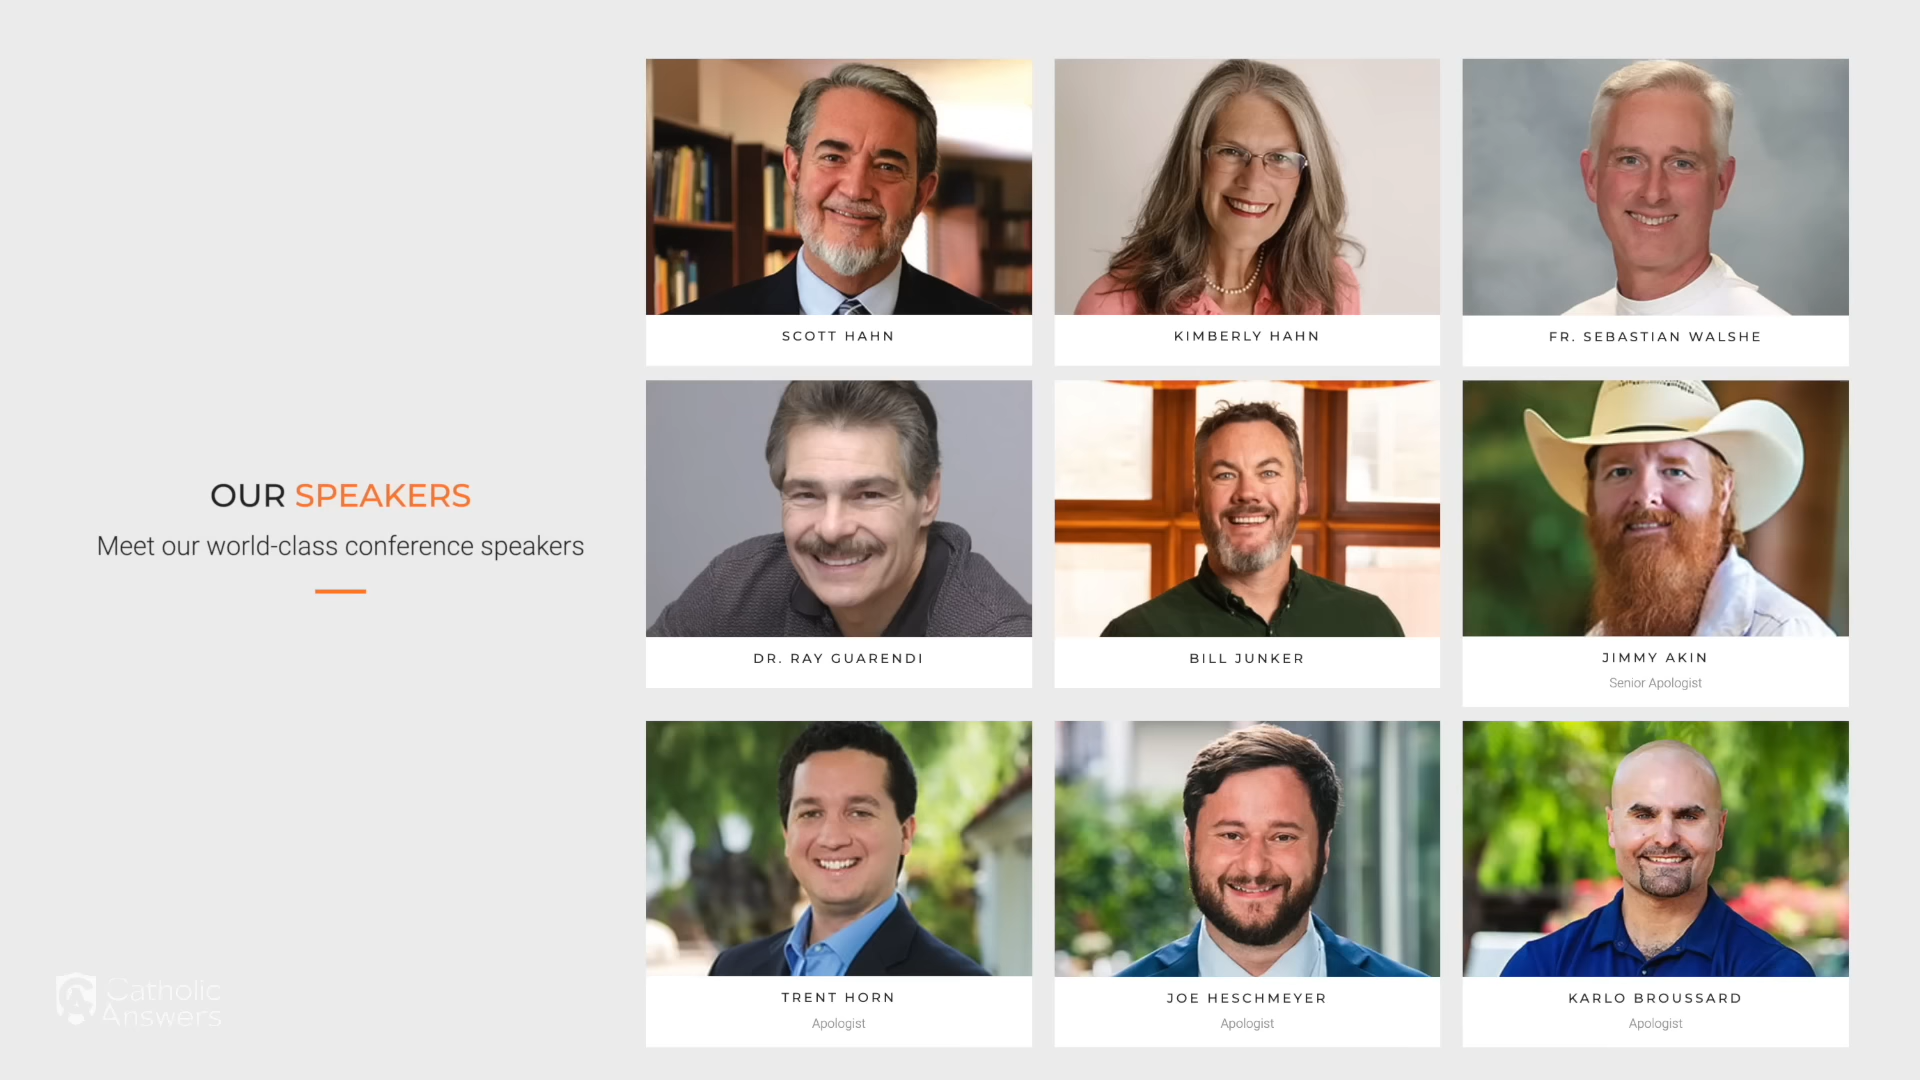 OUR SPEAKERS
Meet our world-class conference speakers
SCOTT HAHN
KIMBERLY HAHN
FR. SEBASTIAN WALSHE
DR. RAY GUARENDI
BILL JUNKER
JIMMY AKIN
Senior Apologist
TRENT HORN
Apologist
JOE HESCHMEYER
Apologist
KARLO BROUSSARD
Apologist
Catholic
Answers